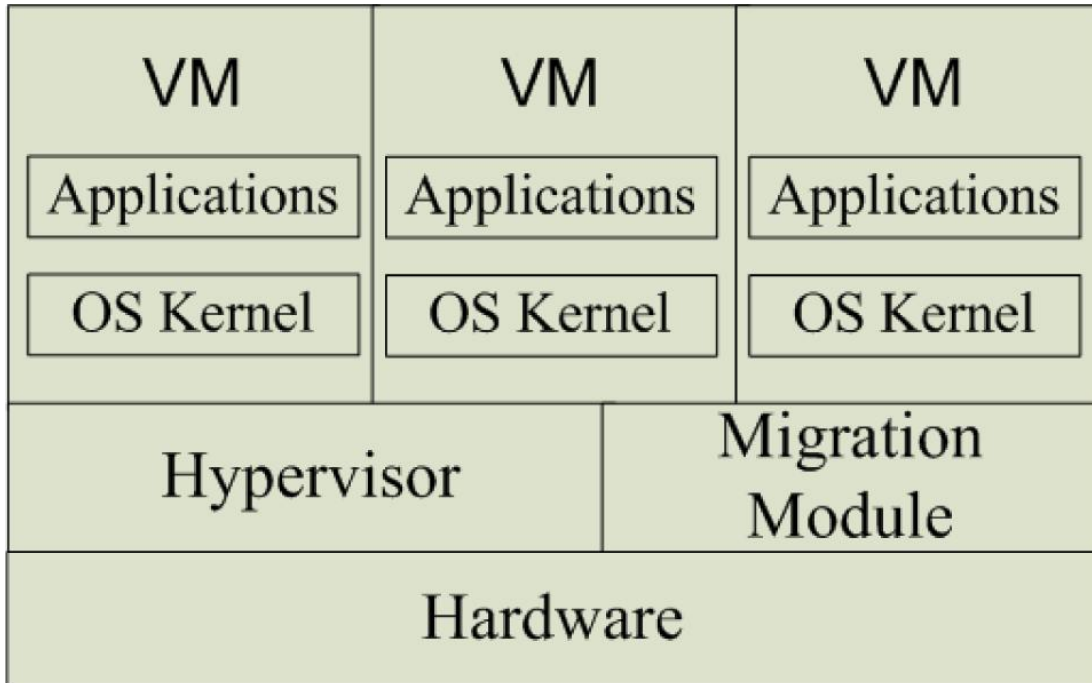 VM
VM
VM
Applications
Applications
Applications
OS Kernel
OS Kernel
OS Kernel
Hypervisor
Migration
Module
Hardware